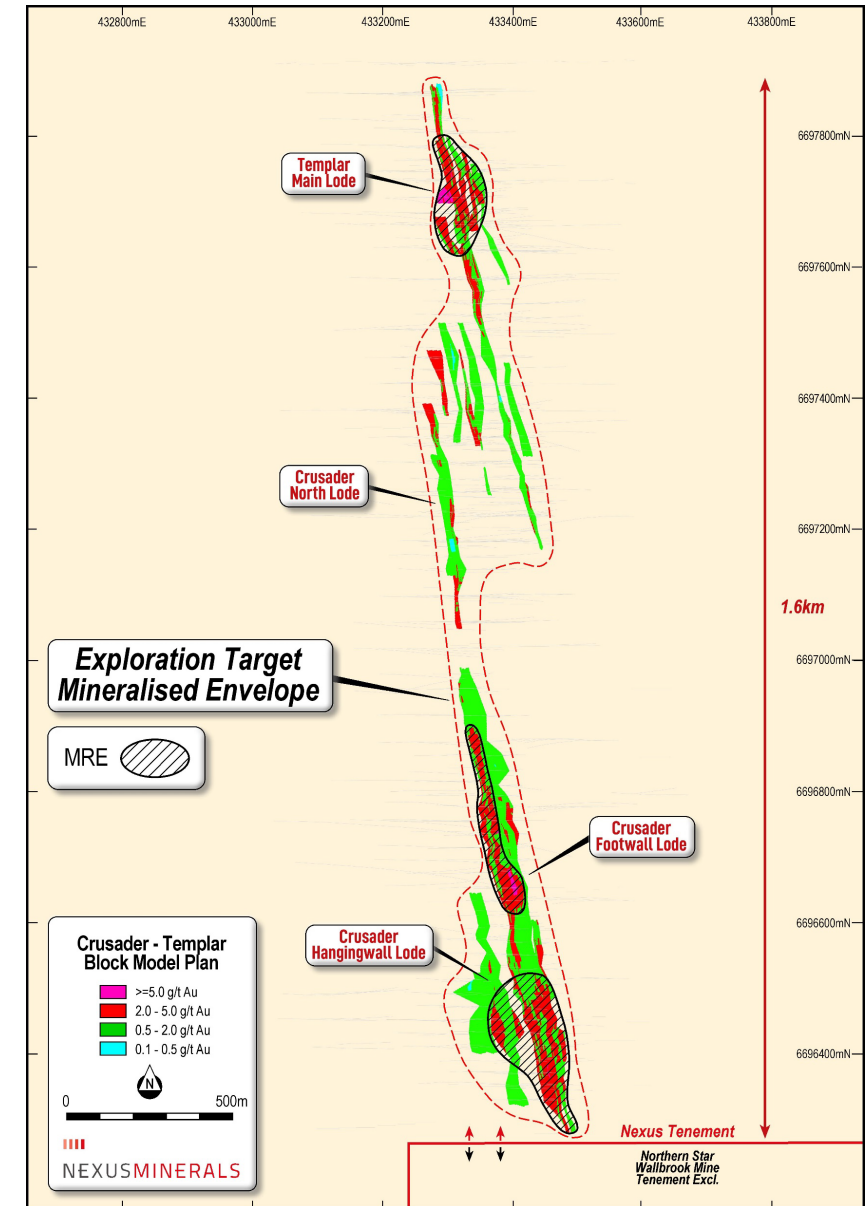 432800mE
433000mE
433200mE
433400mE
433600mE
433800mE
6697800mN
Templar
Main Lode
6697600mN
6697400mN
Crusader
North Lode
6697200mN
1.6km
Exploration Target
Mineralised Envelope
6697000mN
MRE
6696800mN
Crusader
Footwall Lode
6696600mN
Crusader
Hangingwall Lode
6696400mN
Crusader - Templar
Block Model Plan
>=5.0 g/t Au
2.0 - 5.0 g/t Au
0.5 - 2.0 g/t Au
0.1 - 0.5 g/t Au
N
0
500m
NEXUSMINERALS
Nexus Tenement
Northern Star
Wallbrook Mine
Tenement Excl.